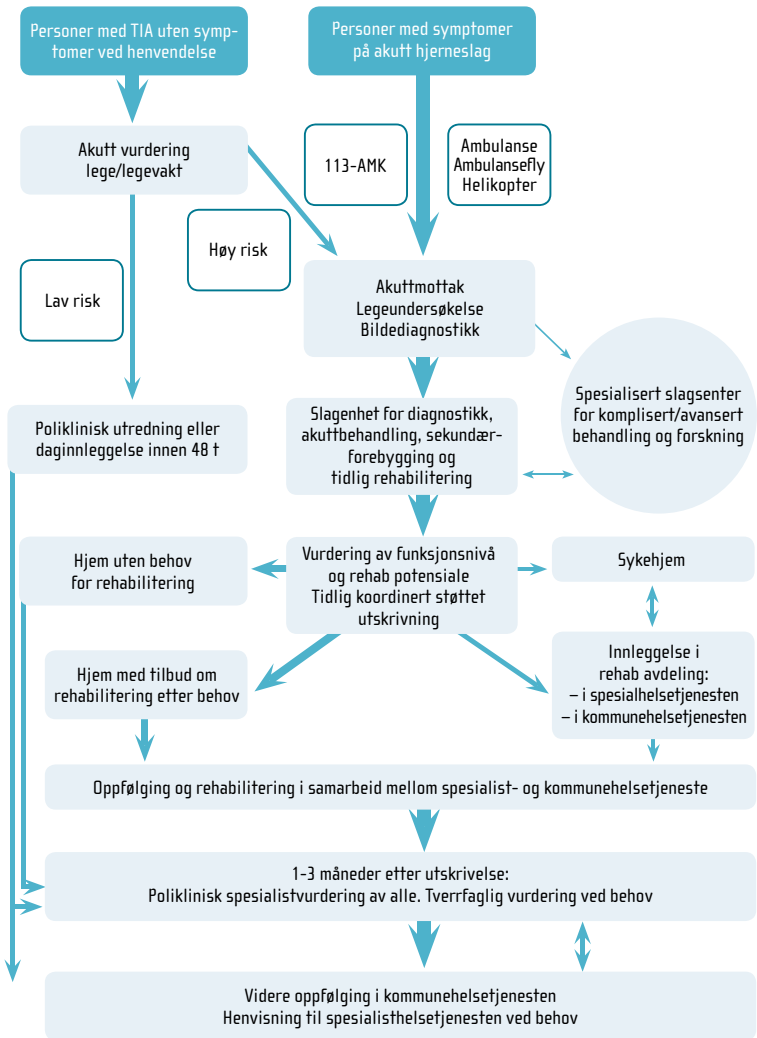 Personer med TIA uten symp-
tomer ved henvendelse
Personer med symptomer
på akutt hjerneslag
Akutt vurdering
lege/legevakt
113-AMK
Ambulanse
Ambulansefly
Helikopter
Høy risk
Lav risk
Akuttmottak
Legeundersøkelse
Bildediagnostikk
Spesialisert slagsenter
for komplisert/avansert
behandling og forskning
Poliklinisk utredning eller
daginnleggelse innen 48 t
Slagenhet for diagnostikk,
akuttbehandling, sekundær-
forebygging og
tidlig rehabilitering
Hjem uten behov
for rehabilitering
Vurdering av funksjonsnivå
og rehab potensiale
Tidlig koordinert støttet
utskrivning
Sykehjem
Hjem med tilbud om
rehabilitering etter behov
Innleggelse i
rehab avdeling:
– i spesialhelsetjenesten
– i kommunehelsetjenesten
Oppfølging og rehabilitering i samarbeid mellom spesialist- og kommunehelsetjeneste
1-3 måneder etter utskrivelse:
Poliklinisk spesialistvurdering av alle. Tverrfaglig vurdering ved behov
Videre oppfølging i kommunehelsetjenesten
Henvisning til spesialisthelsetjenesten ved behov